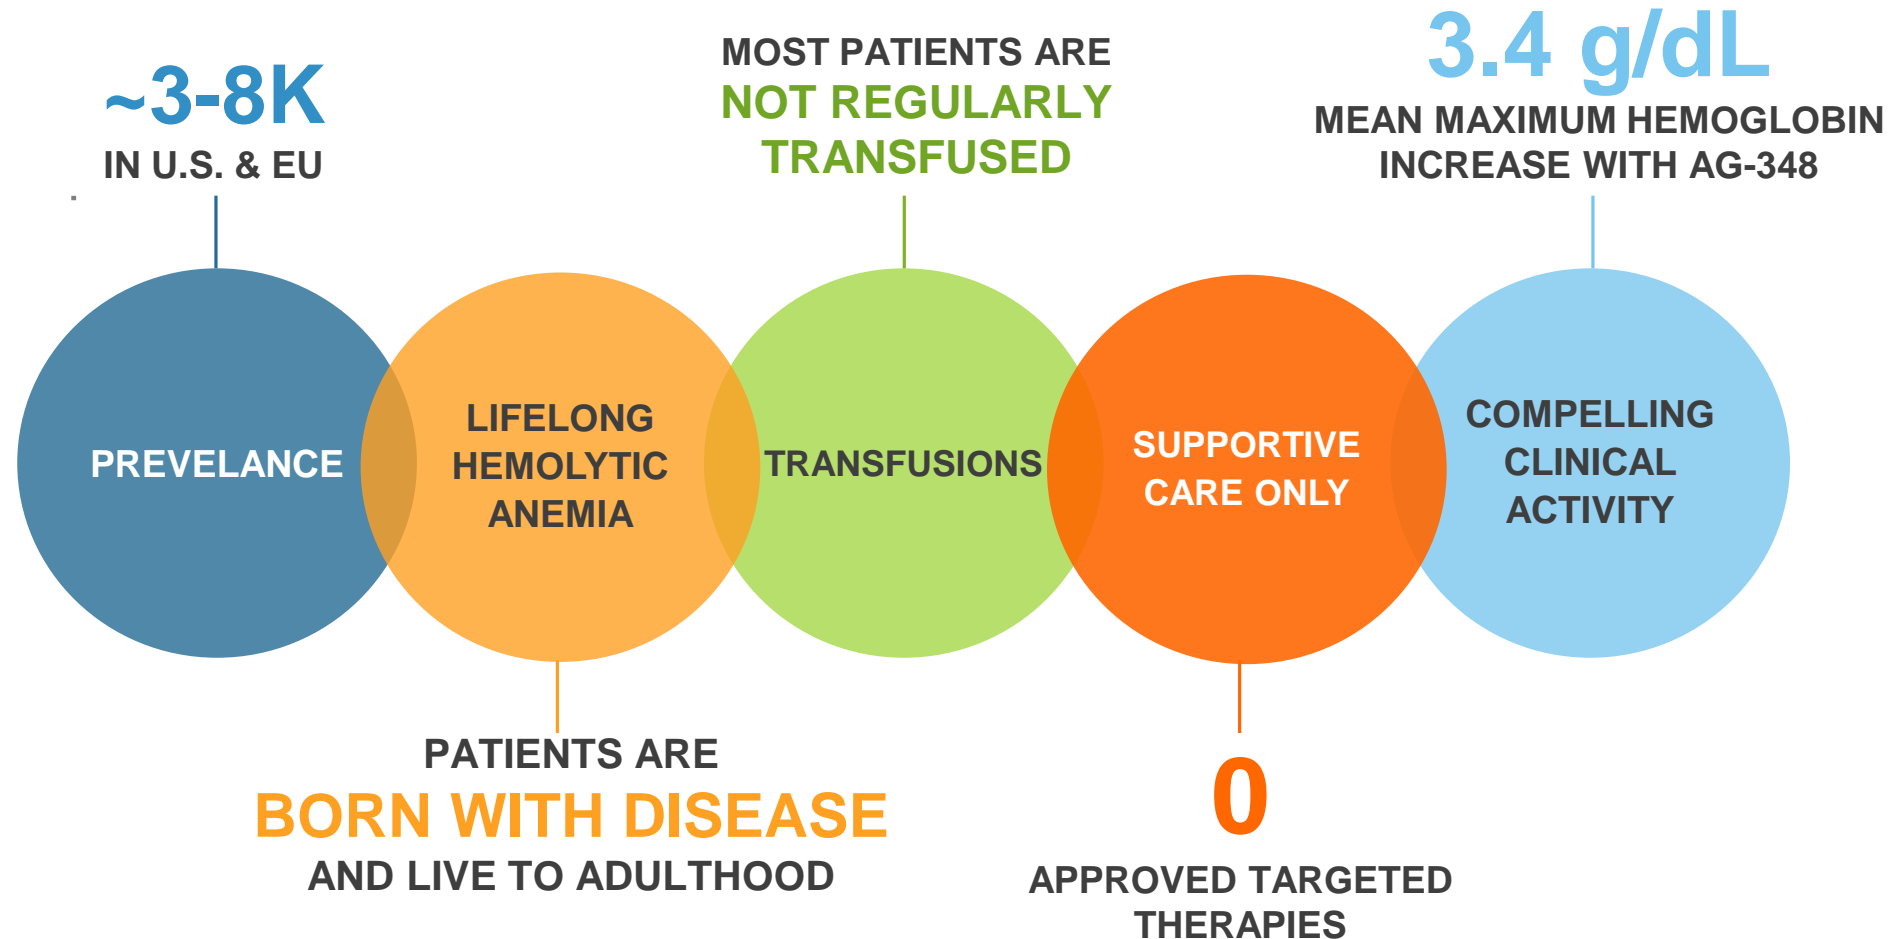 ~3-8K
IN U.S. & EU
MOST PATIENTS ARE
NOT REGULARLY
TRANSFUSED
3.4 g/dL
MEAN MAXIMUM HEMOGLOBIN
INCREASE WITH AG-348
PREVELANCE
LIFELONG
HEMOLYTIC
ANEMIA
TRANSFUSIONS
SUPPORTIVE
CARE ONLY
COMPELLING
CLINICAL
ACTIVITY
PATIENTS ARE
BORN WITH DISEASE
AND LIVE TO ADULTHOOD
0
APPROVED TARGETED
THERAPIES